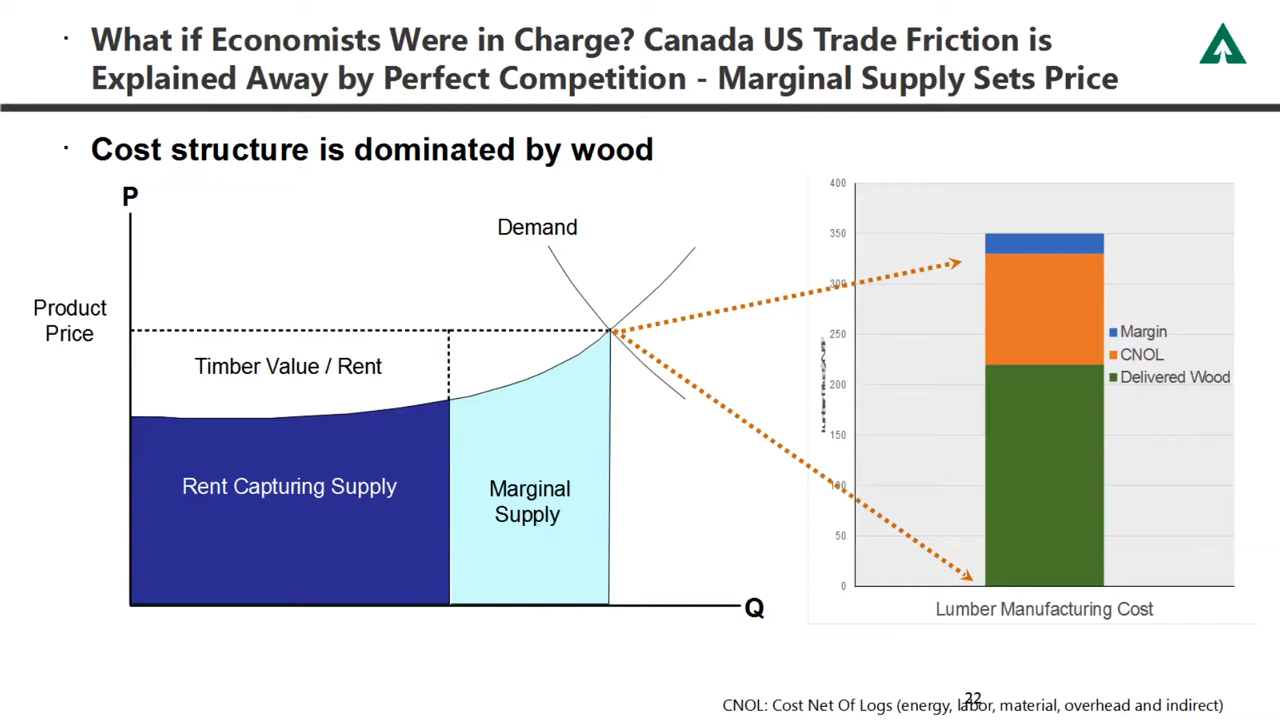 · What if Economists Were in Charge? Canada US Trade Friction is
Explained Away by Perfect Competition - Marginal Supply Sets Price
· Cost structure is dominated by wood
P
Demand
Product
Price
Timber Value / Rent
Rent Capturing Supply
Marginal
Supply
Q
400
350
300
250
200
150
100
50
0
Margin
CNOL
Delivered Wood
Lumber Manufacturing Cost
22
CNOL: Cost Net Of Logs (energy, labor, material, overhead and indirect)